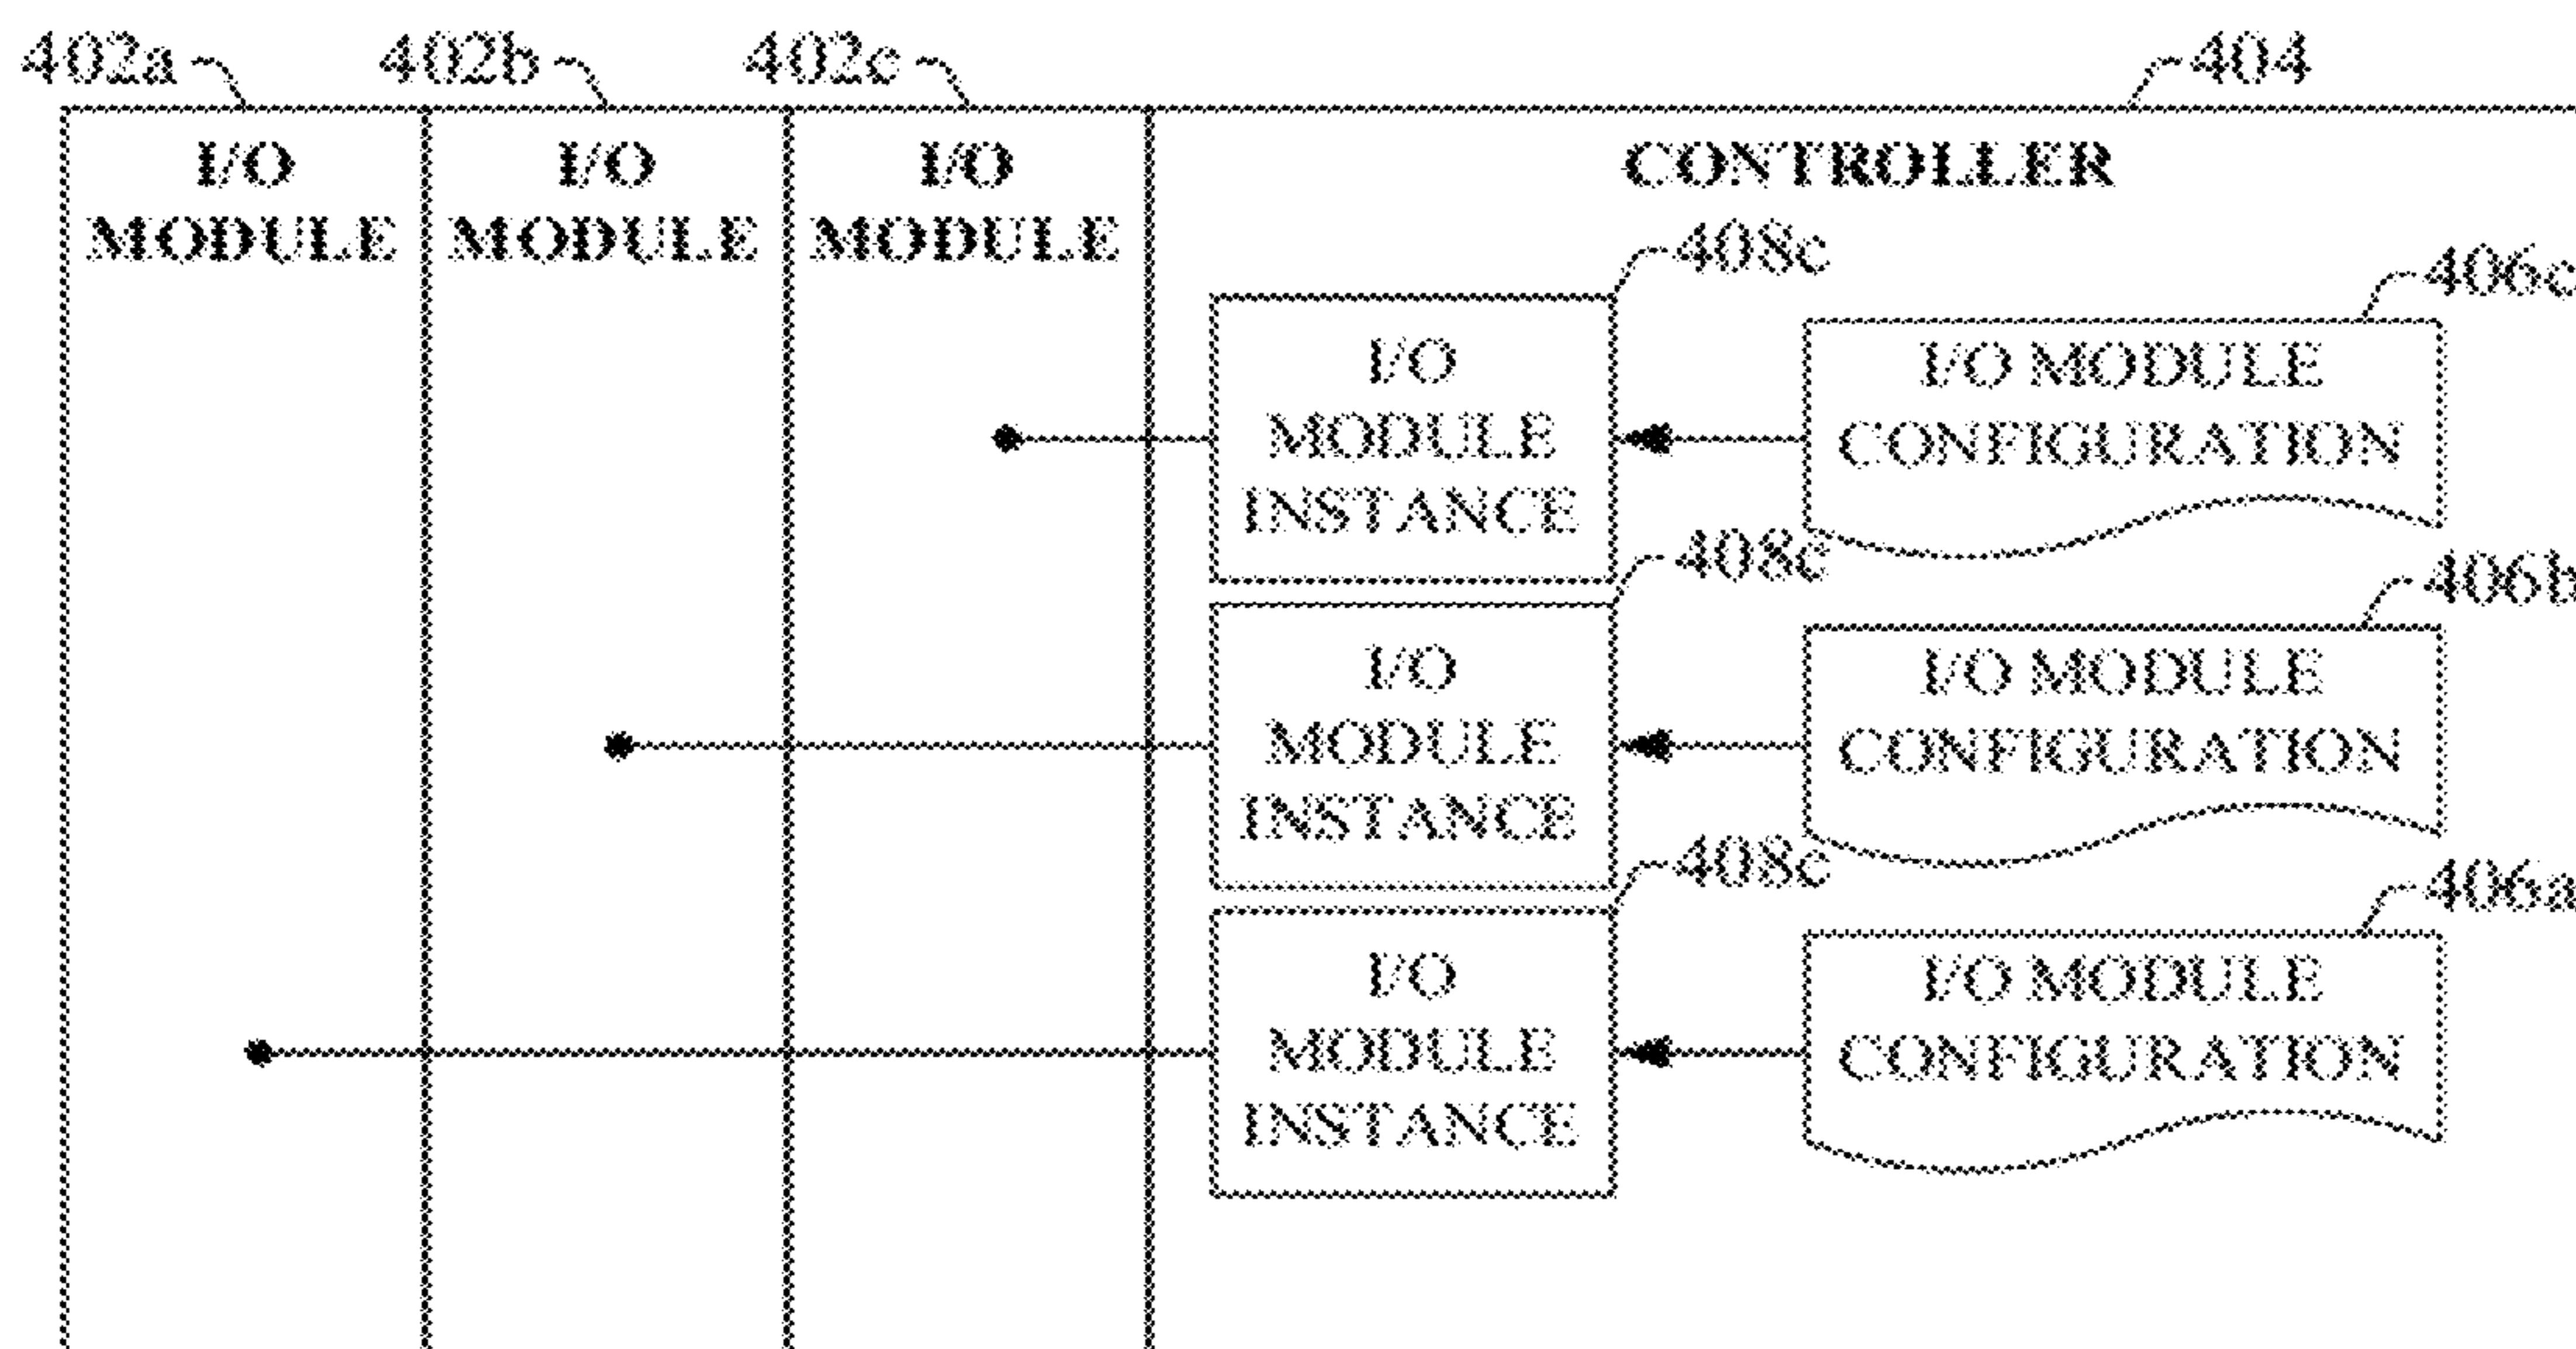 402a 402b 402c 404
I/O MODULE
I/O MODULE
I/O MODULE
CONTROLLER
408c
406c
I/O MODULE INSTANCE
I/O MODULE CONFIGURATION
408c
406b
I/O MODULE INSTANCE
I/O MODULE CONFIGURATION
408c
406a
I/O MODULE INSTANCE
I/O MODULE CONFIGURATION